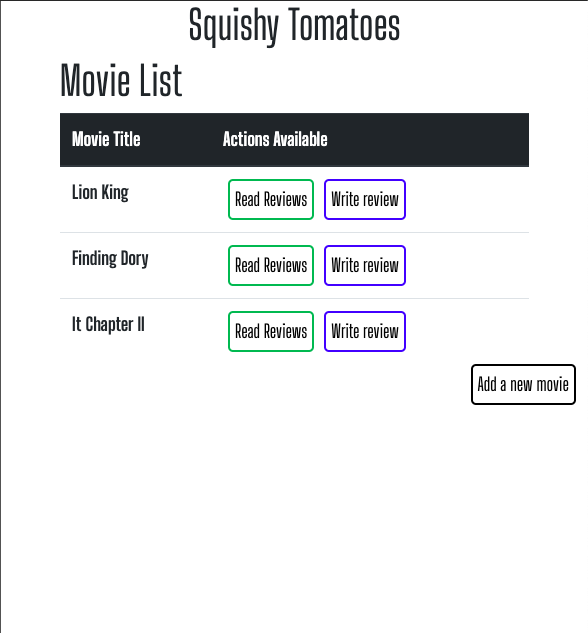 Squishy Tomatoes
Movie List
Movie Title Actions Available
Lion King Read Reviews Write review
Finding Dory Read Reviews Write review
It Chapter II Read Reviews Write review
Add a new movie